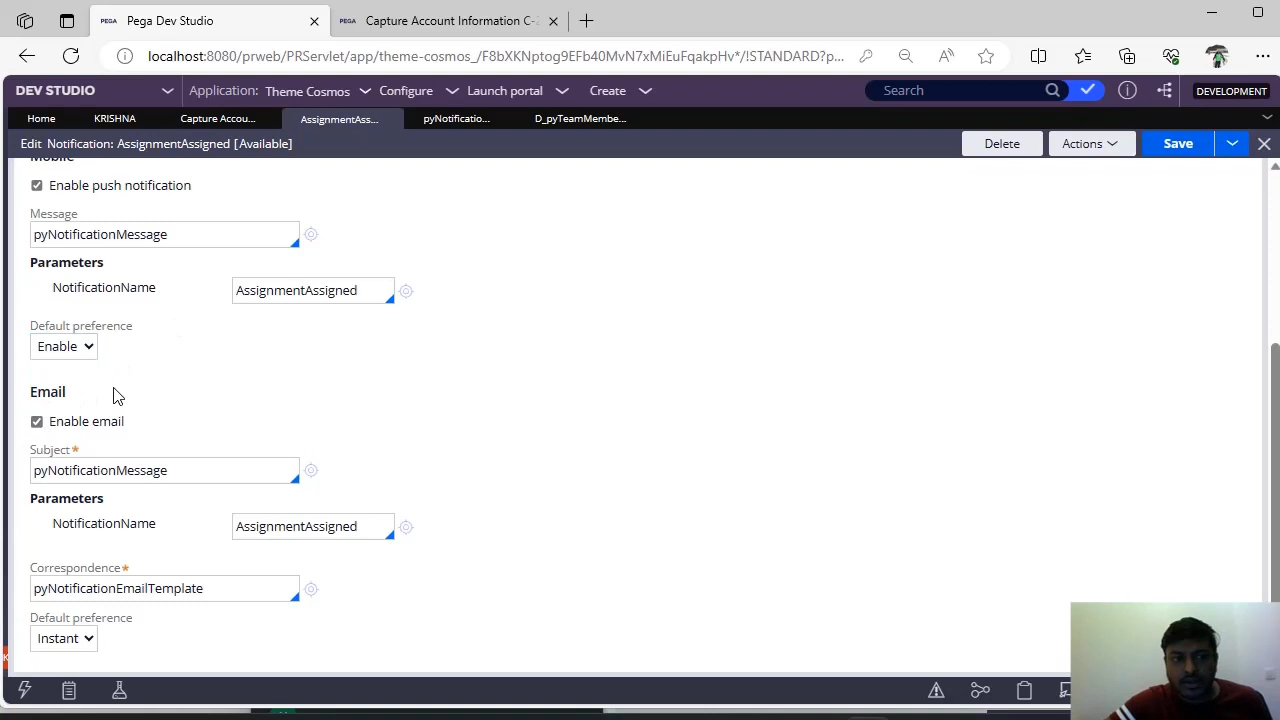 PEGA Pega Dev Studio
PEGA Capture Account Information C-
localhost:8080/prweb/PRServlet/app/theme-cosmos_/F8bXKNptog9EFb40MvN7xMiEuFqakpHv*/!STANDARD?p...
DEV STUDIO
Application: Theme Cosmos Configure Launch portal Create Search DEVELOPMENT
Home KRISHNA Capture Accou... AssignmentAss... pyNotificatio... D_pyTeamMembe...
Edit Notification: AssignmentAssigned [Available] Delete Actions Save
Mobile
Enable push notification
Message
pyNotificationMessage
Parameters
NotificationName AssignmentAssigned
Default preference
Enable
Email
Enable email
Subject*
pyNotificationMessage
Parameters
NotificationName AssignmentAssigned
Correspondence*
pyNotificationEmailTemplate
Default preference
Instant